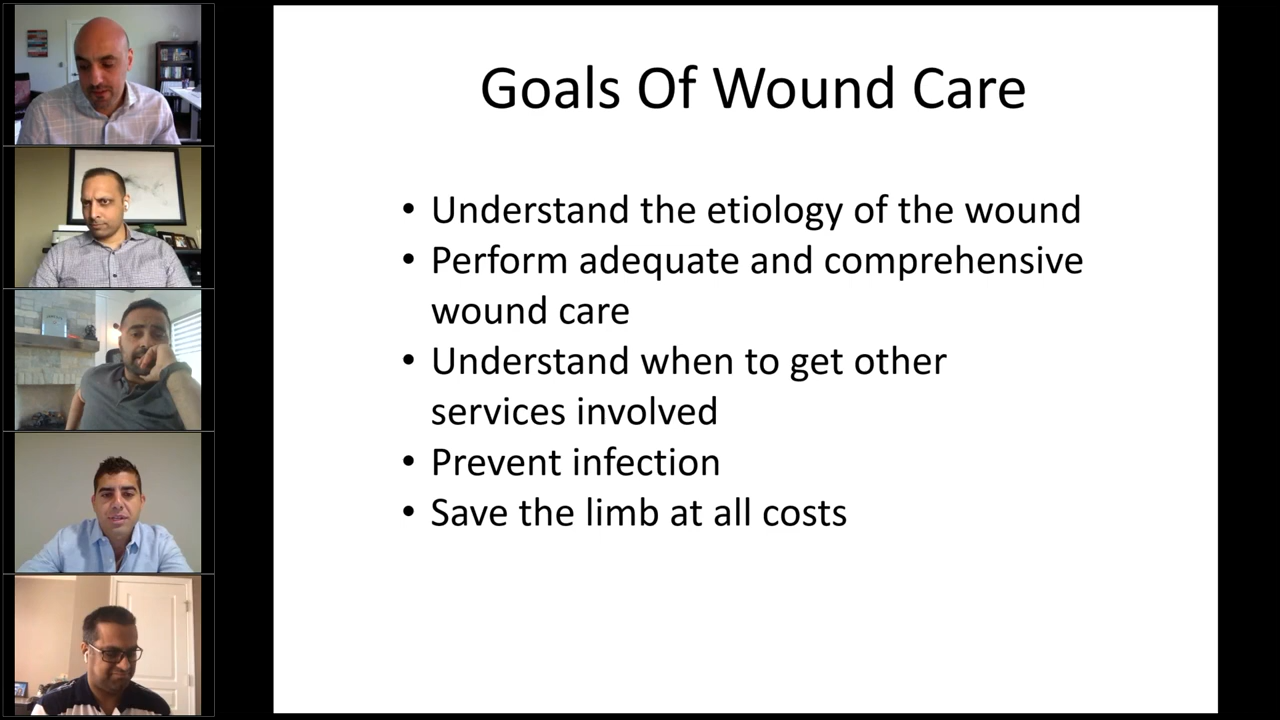 Goals Of Wound Care
• Understand the etiology of the wound
• Perform adequate and comprehensive
wound care
• Understand when to get other
services involved
• Prevent infection
• Save the limb at all costs